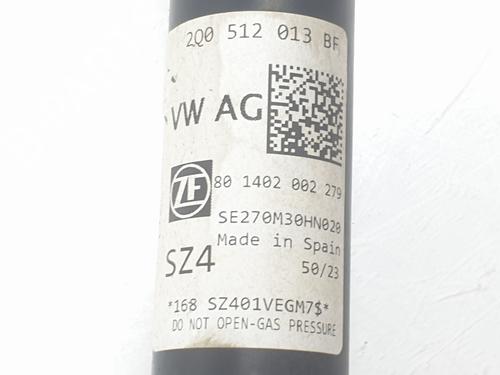 2Q0 512 013 BF
VW AG
ZF
80 1402 002 279
SE270M30HN020
Made in Spain
SZ4
50/23
*168 SZ401VEGM7$*
DO NOT OPEN-GAS PRESSURE